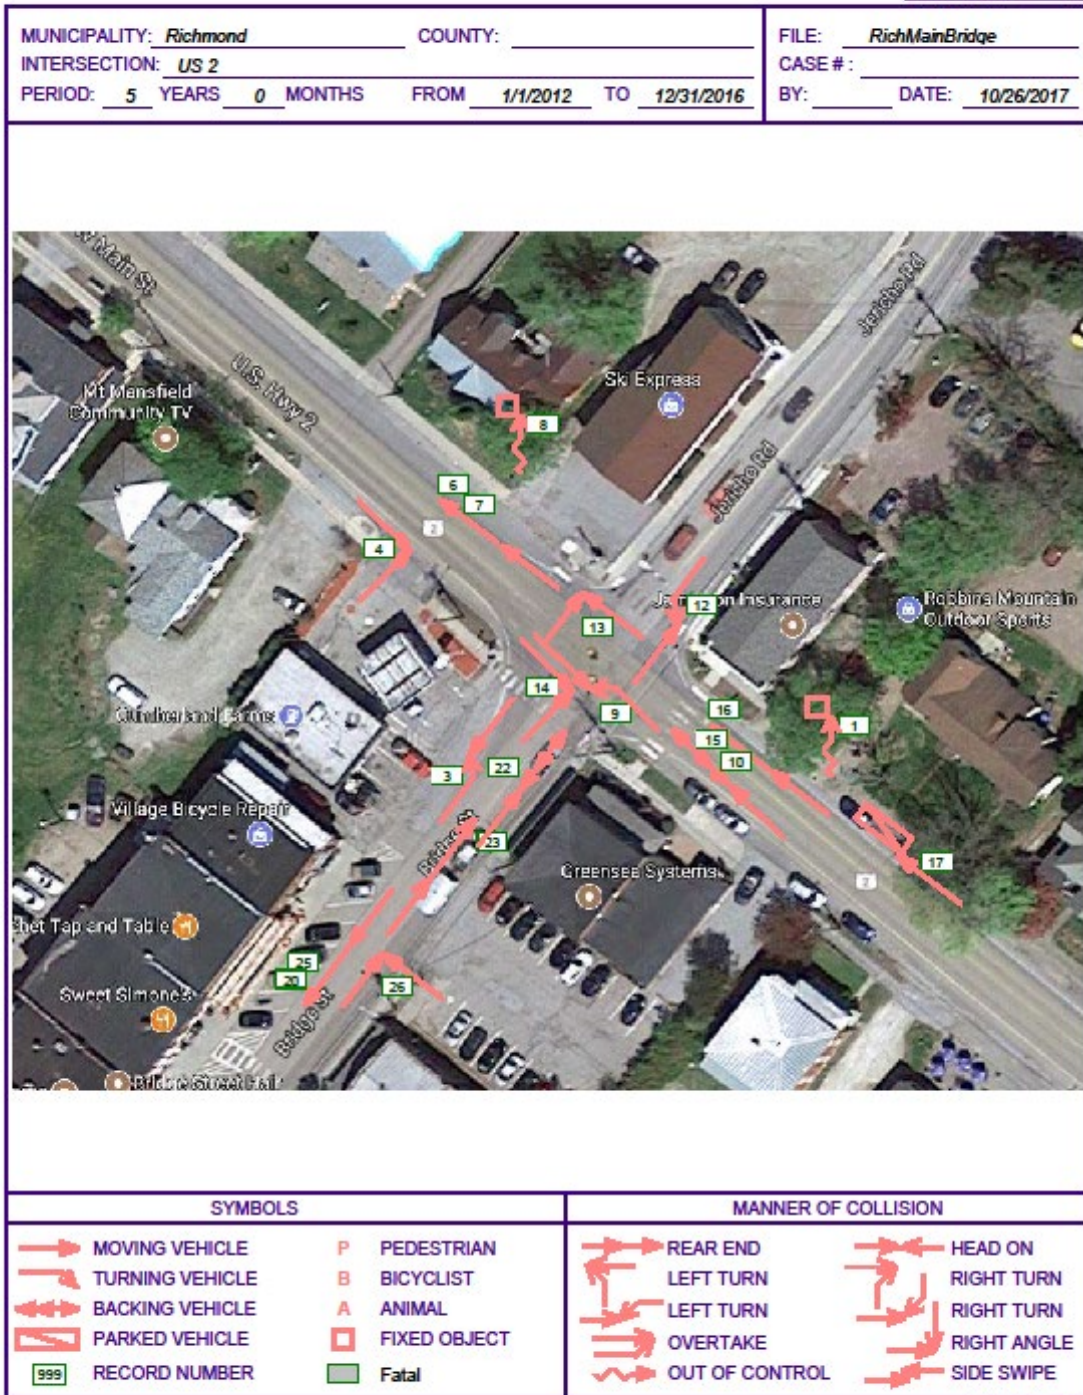 MUNICIPALITY: Richmond COUNTY:
INTERSECTION: US 2
PERIOD: 5 YEARS 0 MONTHS FROM 1/1/2012 TO 12/31/2016
FILE: RichMainBridge
CASE # :
BY: DATE: 10/26/2017
W Main St
Jericho Rd
U.S. Hwy 2
Mt Mansfield
Community TV
Ski Express
8
6
7
2
Jericho Rd
4
12
Insurance
Robbins Mountain
Outdoor Sports
13
14
16
9
1
15
Cumberland Farms
3
22
10
Village Bicycle Repair
Bridge St
23
17
Greensea Systems
2
Tap and Table
25
20
Sweet Simone's
26
Bridge St
Bridge Street Hair
SYMBOLS
MOVING VEHICLE P PEDESTRIAN
TURNING VEHICLE B BICYCLIST
BACKING VEHICLE A ANIMAL
PARKED VEHICLE FIXED OBJECT
999 RECORD NUMBER Fatal
MANNER OF COLLISION
REAR END HEAD ON
LEFT TURN RIGHT TURN
LEFT TURN RIGHT TURN
OVERTAKE RIGHT ANGLE
OUT OF CONTROL SIDE SWIPE